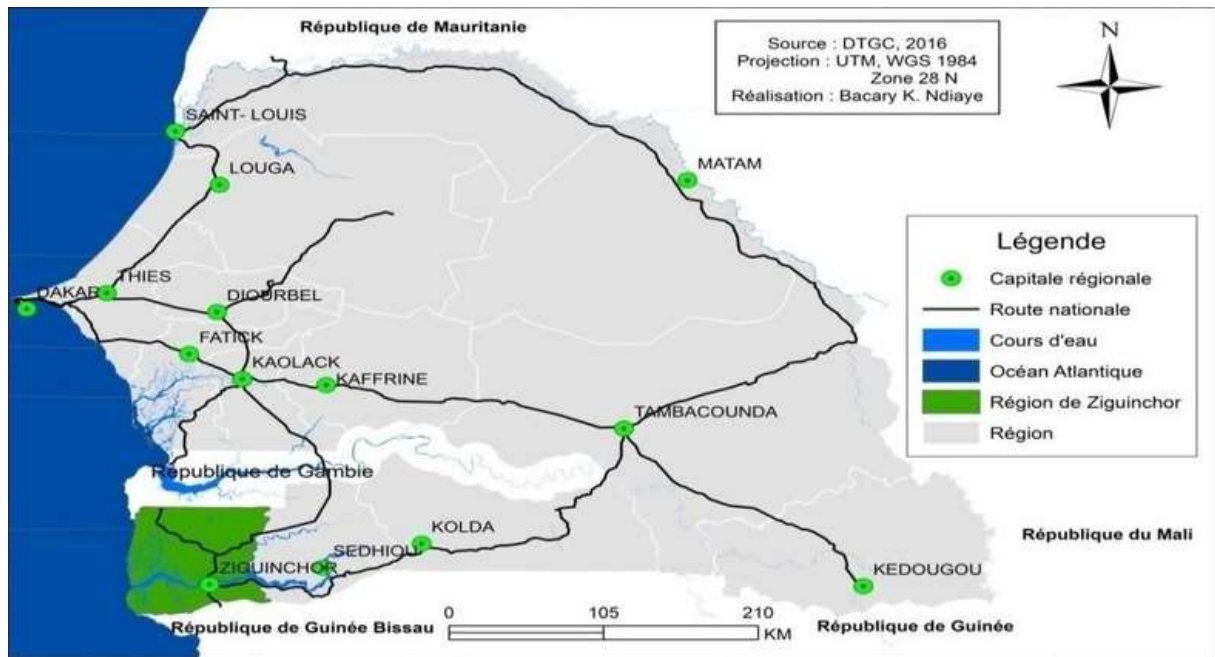 République de Mauritanie
Source : DTGC, 2016
Projection : UTM, WGS 1984
Zone 28 N
Réalisation : Bacary K. Ndiaye
N
SAINT- LOUIS
LOUGA
MATAM
Légende
Capitale régionale
Route nationale
Cours d'eau
Océan Atlantique
Région de Ziguinchor
Région
THIES
DAKAR
DIOURBEL
FATICK
KAOLACK
KAFFRINE
TAMBACOUNDA
République de Gambie
KOLDA
SEDHIOU
ZIGUINCHOR
République du Mali
KEDOUGOU
0 105 210
KM
République de Guinée Bissau
République de Guinée